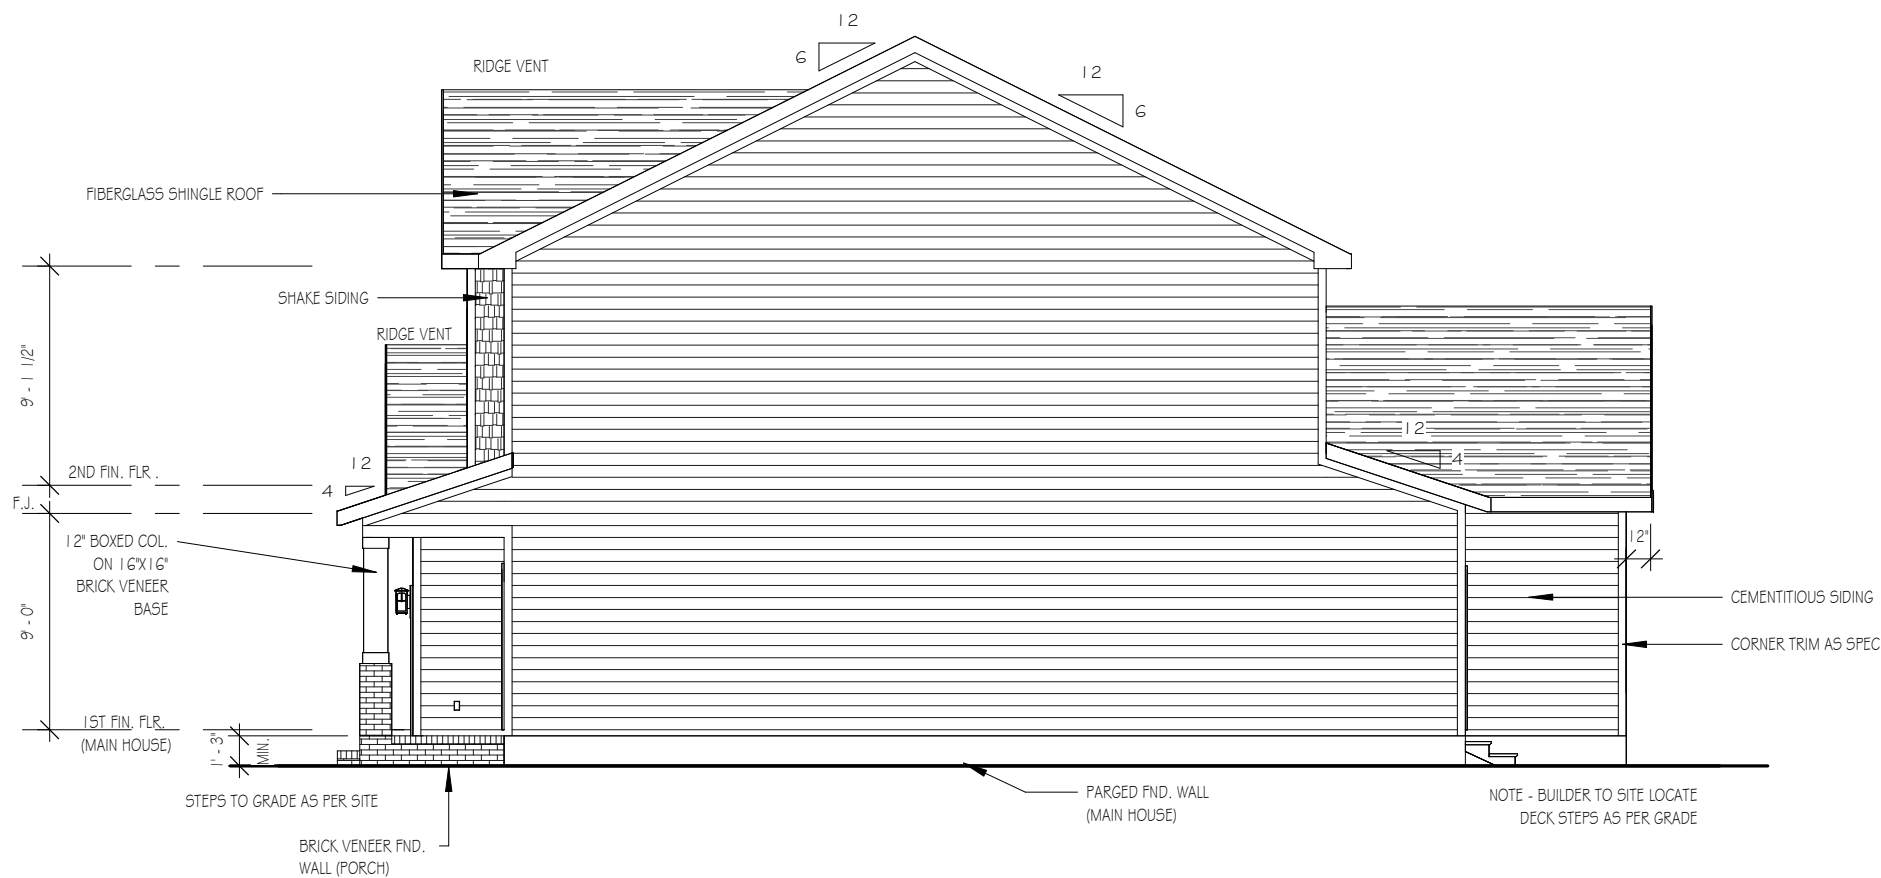 12
6
RIDGE VENT
12
6
FIBERGLASS SHINGLE ROOF
SHAKE SIDING
RIDGE VENT
9' - 1 1/2"
12
4
12
4
2ND FIN. FLR .
F.J.
12" BOXED COL.
ON 16"X16"
BRICK VENEER
BASE
12"
9' - 0"
CEMENTITIOUS SIDING
CORNER TRIM AS SPEC
1ST FIN. FLR.
(MAIN HOUSE)
1' - 3"
MIN.
STEPS TO GRADE AS PER SITE
BRICK VENEER FND.
WALL (PORCH)
PARGED FND. WALL
(MAIN HOUSE)
NOTE - BUILDER TO SITE LOCATE
DECK STEPS AS PER GRADE